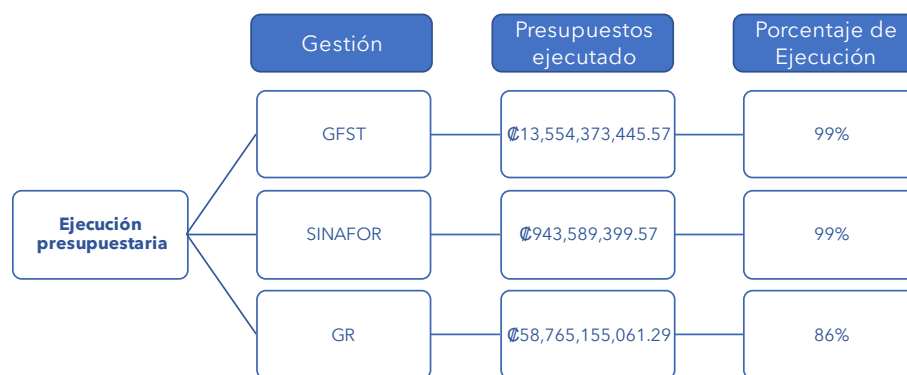 Gestión
Presupuestos
ejecutado
Porcentaje de
Ejecución
GFST
₡13,554,373,445.57
99%
Ejecución
presupuestaria
SINAFOR
₡943,589,399.57
99%
GR
₡58,765,155,061.29
86%